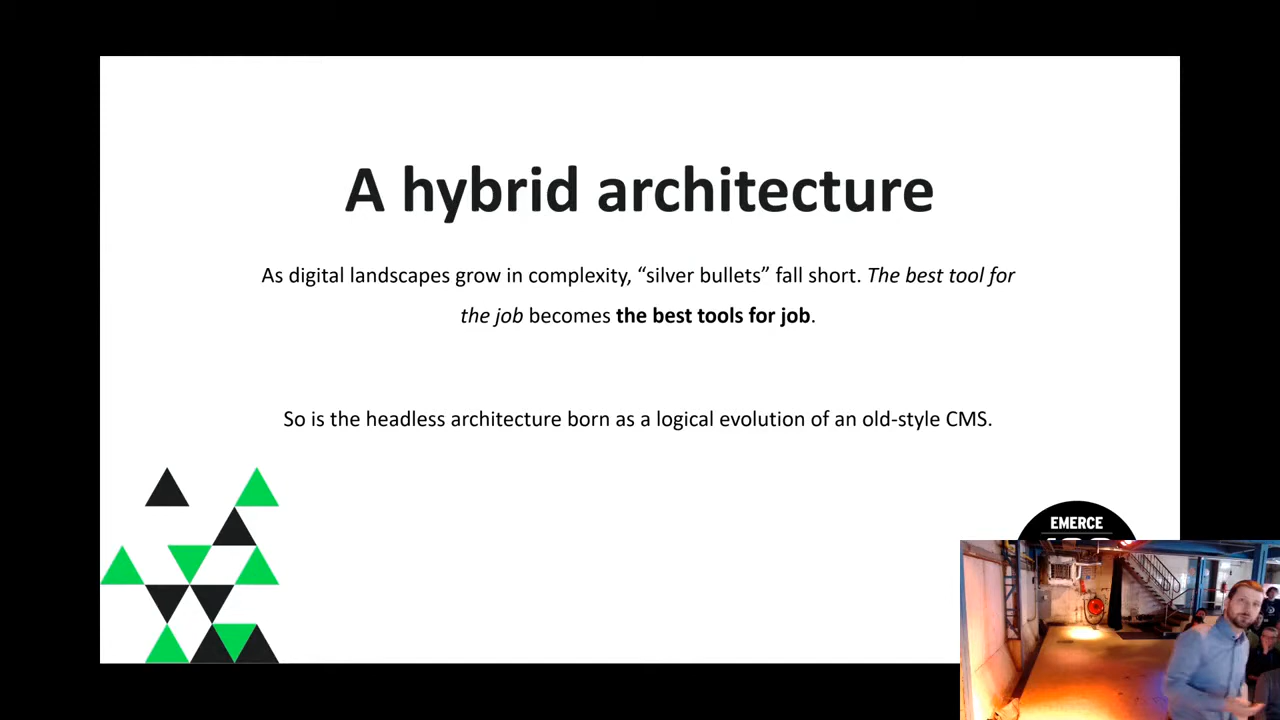 A hybrid architecture
As digital landscapes grow in complexity, “silver bullets” fall short. The best tool for
the job becomes the best tools for job.
So is the headless architecture born as a logical evolution of an old-style CMS.
EMERCE